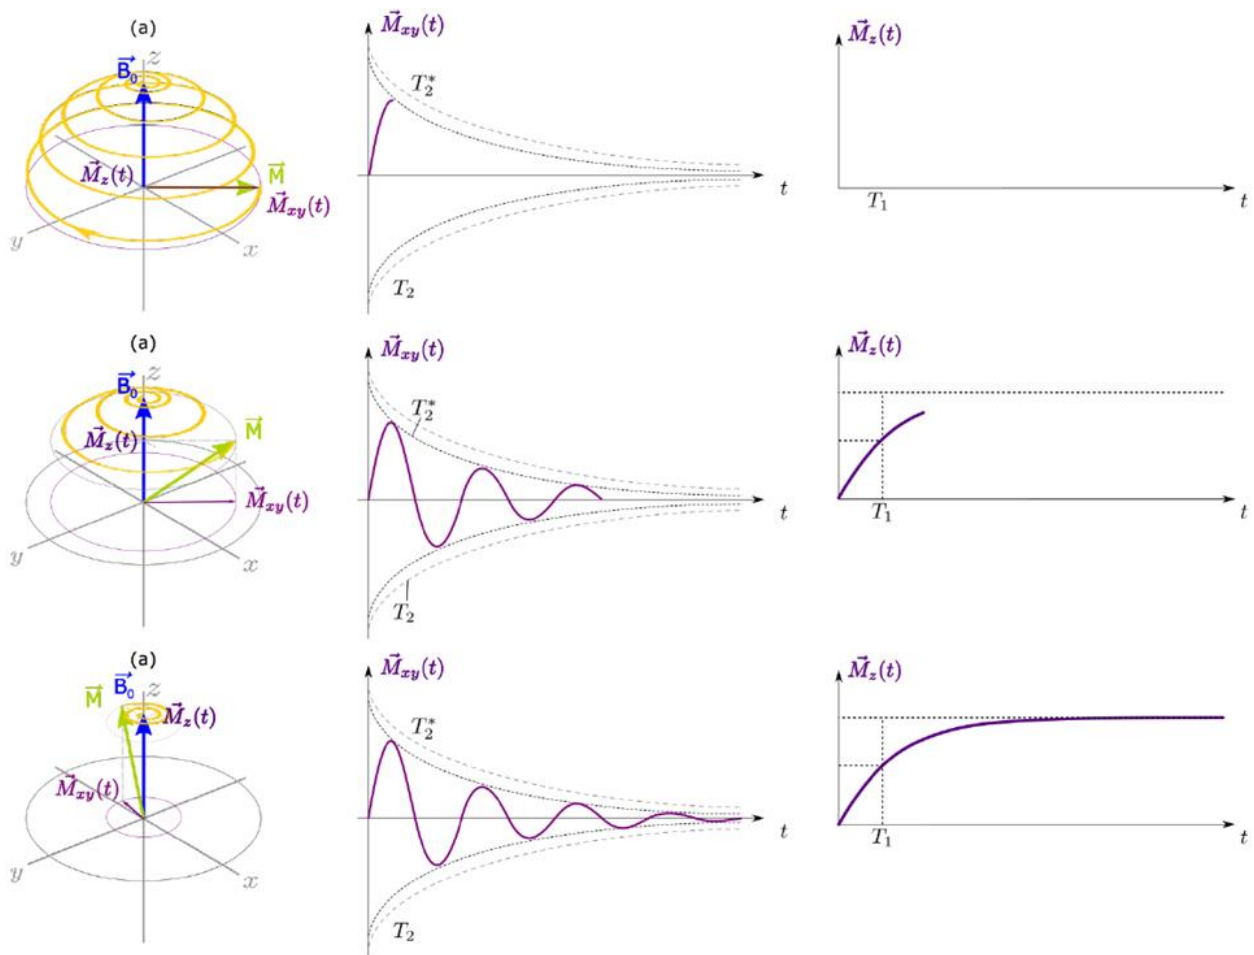 (a)
z
B⃗₀
M⃗z(t)
M⃗
M⃗xy(t)
y
x
M⃗xy(t)
T₂*
t
T₂
M⃗z(t)
T₁
t
(a)
z
B⃗₀
M⃗z(t)
M⃗
M⃗xy(t)
y
x
M⃗xy(t)
T₂*
t
T₂
M⃗z(t)
T₁
t
(a)
M⃗
B⃗₀
z
M⃗z(t)
M⃗xy(t)
y
x
M⃗xy(t)
T₂*
t
T₂
M⃗z(t)
T₁
t